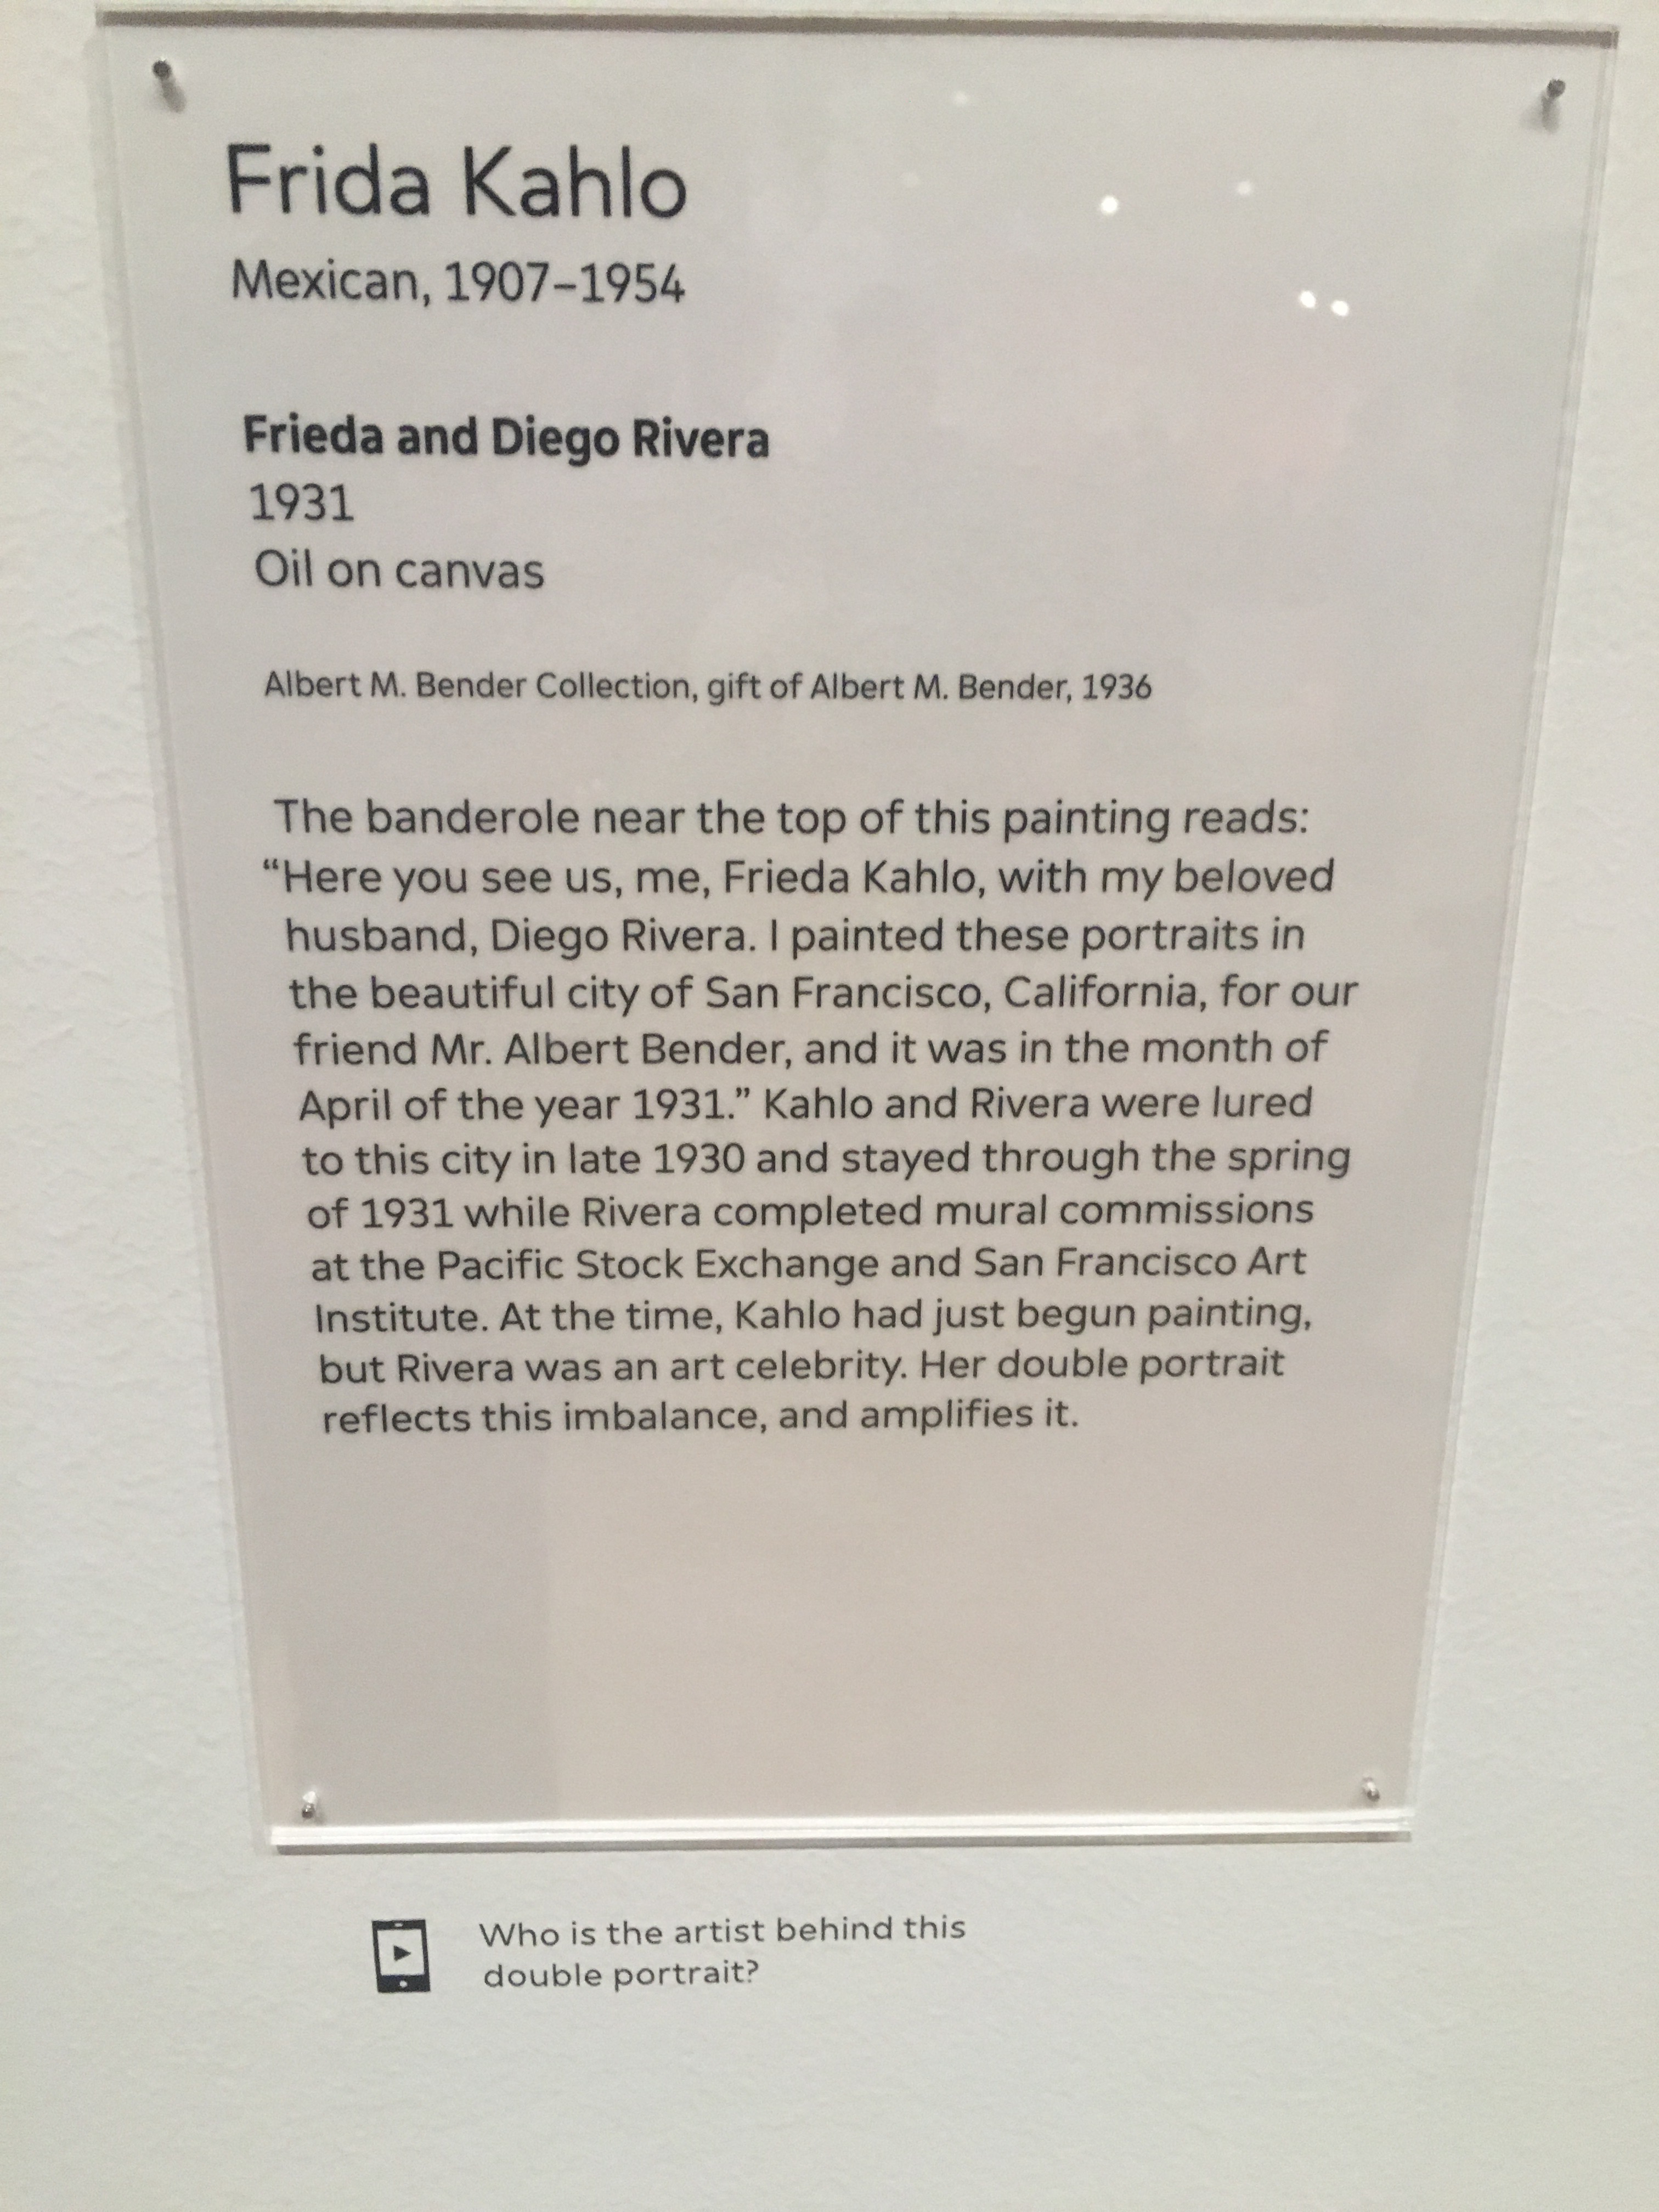 Frida Kahlo
Mexican, 1907–1954
Frieda and Diego Rivera
1931
Oil on canvas
Albert M. Bender Collection, gift of Albert M. Bender, 1936
The banderole near the top of this painting reads:
“Here you see us, me, Frieda Kahlo, with my beloved
husband, Diego Rivera. I painted these portraits in
the beautiful city of San Francisco, California, for our
friend Mr. Albert Bender, and it was in the month of
April of the year 1931.” Kahlo and Rivera were lured
to this city in late 1930 and stayed through the spring
of 1931 while Rivera completed mural commissions
at the Pacific Stock Exchange and San Francisco Art
Institute. At the time, Kahlo had just begun painting,
but Rivera was an art celebrity. Her double portrait
reflects this imbalance, and amplifies it.
Who is the artist behind this
double portrait?